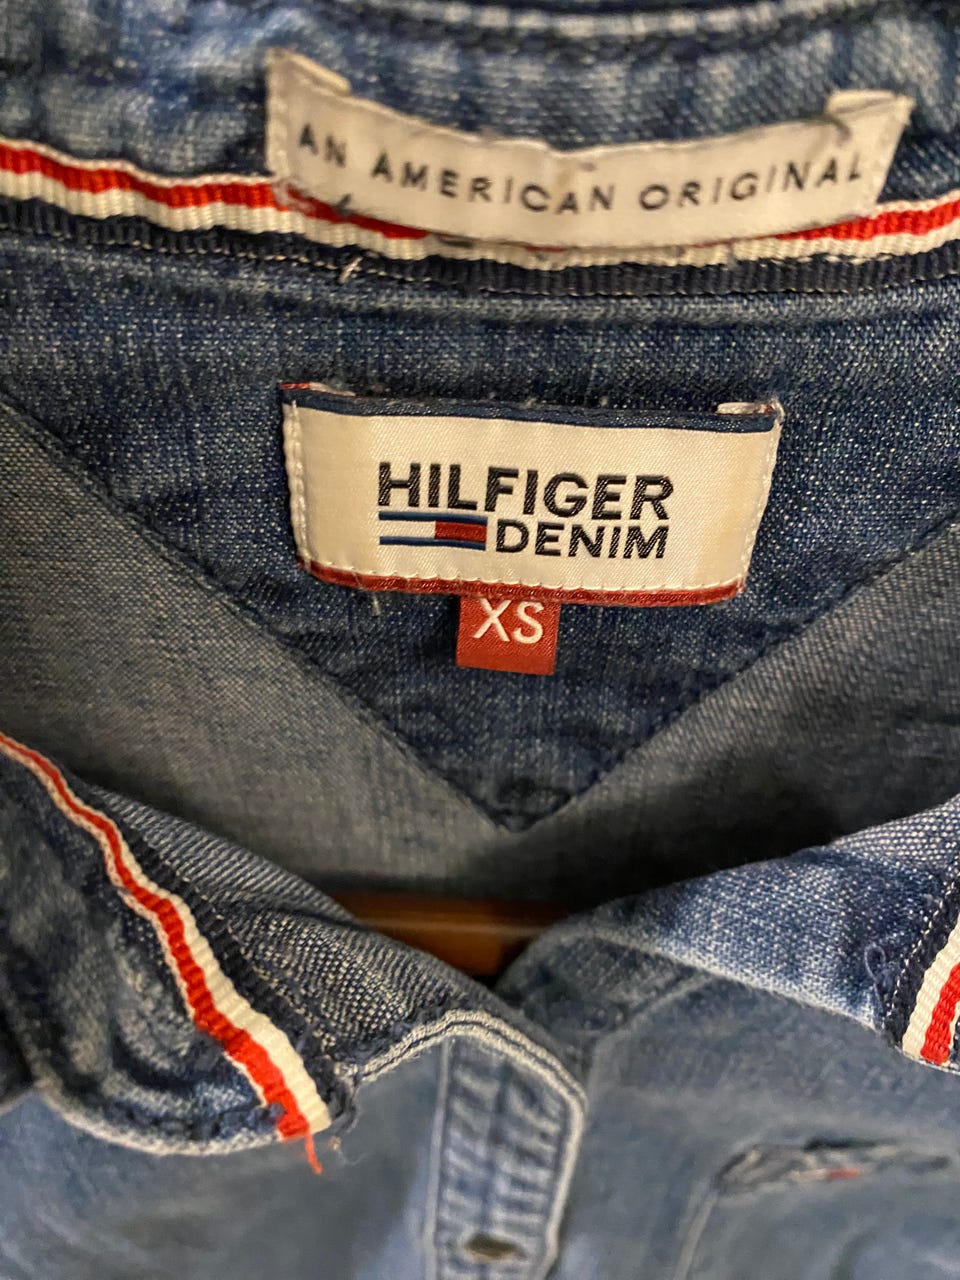 AN AMERICAN ORIGINAL
HILFIGER
DENIM
XS